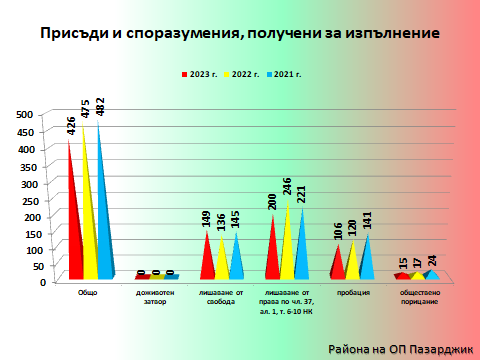 Присъди и споразумения, получени за изпълнение
2023 г. 2022 г. 2021 г.
500
450
400
350
300
250
200
150
100
50
0
426 475 482
0 0 0
149 136 145
200 246 221
106 120 141
15 17 24
Общо
доживотен
затвор
лишаване от
свобода
лишаване от
права по чл. 37,
ал. 1, т. 6-10 НК
пробация
обществено
порицание
Района на ОП Пазарджик